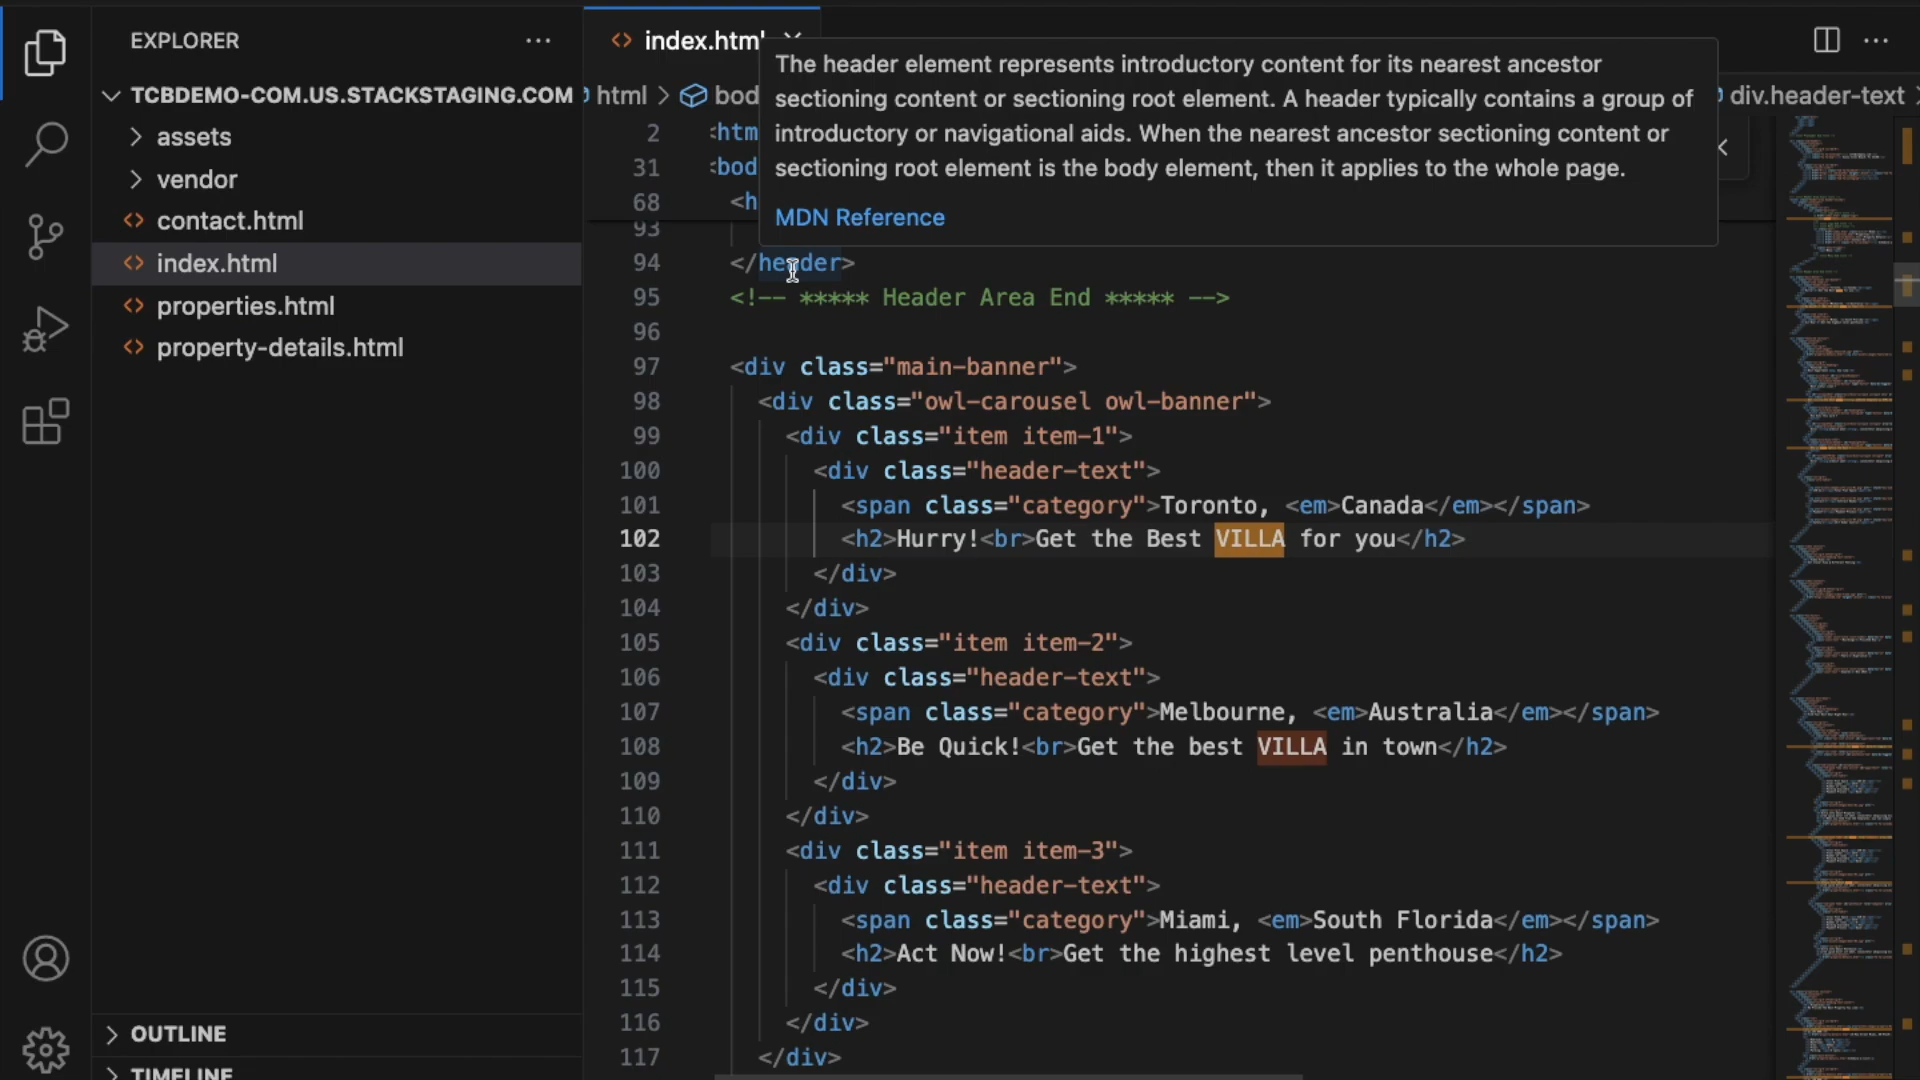 EXPLORER
TCBDEMO-COM.US.STACKSTAGING.COM
assets
vendor
contact.html
index.html
properties.html
property-details.html
OUTLINE
TIMELINE
index.html
html > bod
div.header-text
The header element represents introductory content for its nearest ancestor
sectioning content or sectioning root element. A header typically contains a group of
introductory or navigational aids. When the nearest ancestor sectioning content or
sectioning root element is the body element, then it applies to the whole page.
MDN Reference
2 <htm
31 <bod
68 <h
93
94 </header>
95 <!-- ***** Header Area End ***** -->
96
97 <div class="main-banner">
98 <div class="owl-carousel owl-banner">
99 <div class="item item-1">
100 <div class="header-text">
101 <span class="category">Toronto, <em>Canada</em></span>
102 <h2>Hurry!<br>Get the Best VILLA for you</h2>
103 </div>
104 </div>
105 <div class="item item-2">
106 <div class="header-text">
107 <span class="category">Melbourne, <em>Australia</em></span>
108 <h2>Be Quick!<br>Get the best VILLA in town</h2>
109 </div>
110 </div>
111 <div class="item item-3">
112 <div class="header-text">
113 <span class="category">Miami, <em>South Florida</em></span>
114 <h2>Act Now!<br>Get the highest level penthouse</h2>
115 </div>
116 </div>
117 </div>